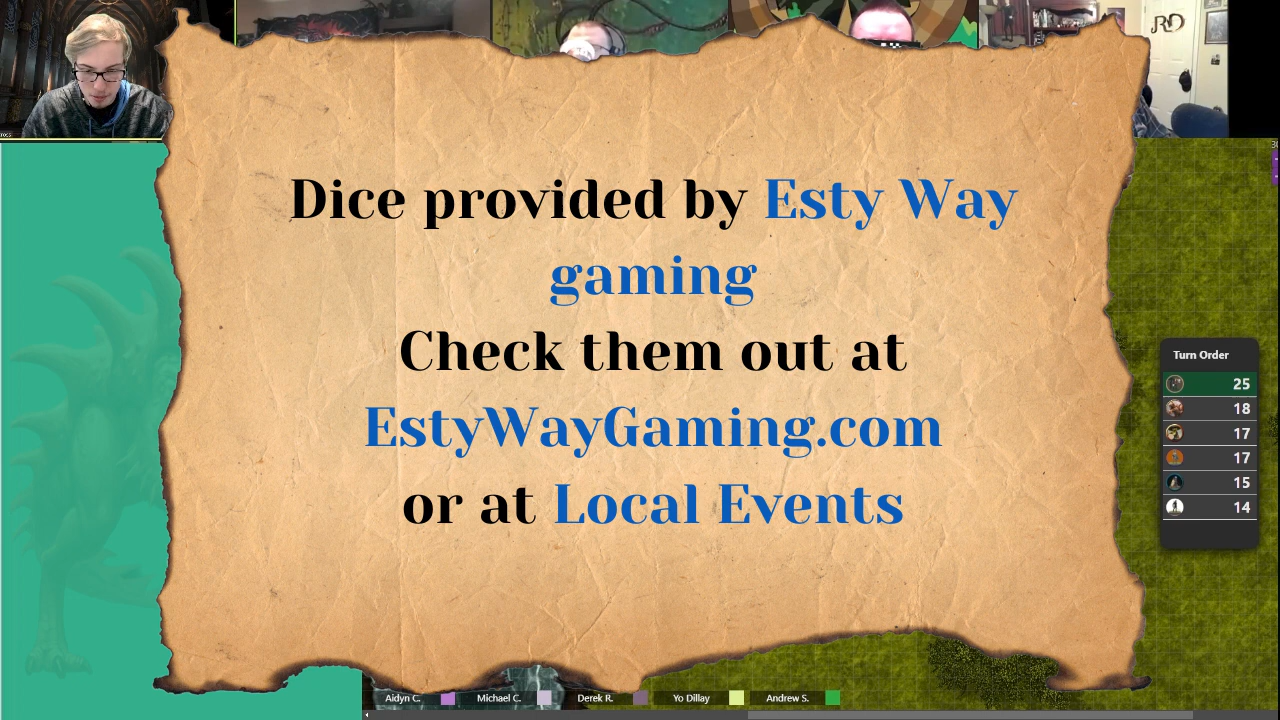 JRD
Dice provided by Esty Way
gaming
Check them out at
EstyWayGaming.com
or at Local Events
Turn Order
25
18
17
17
15
14
Aidyn C.
Michael C.
Derek R.
Yo Dillay
Andrew S.